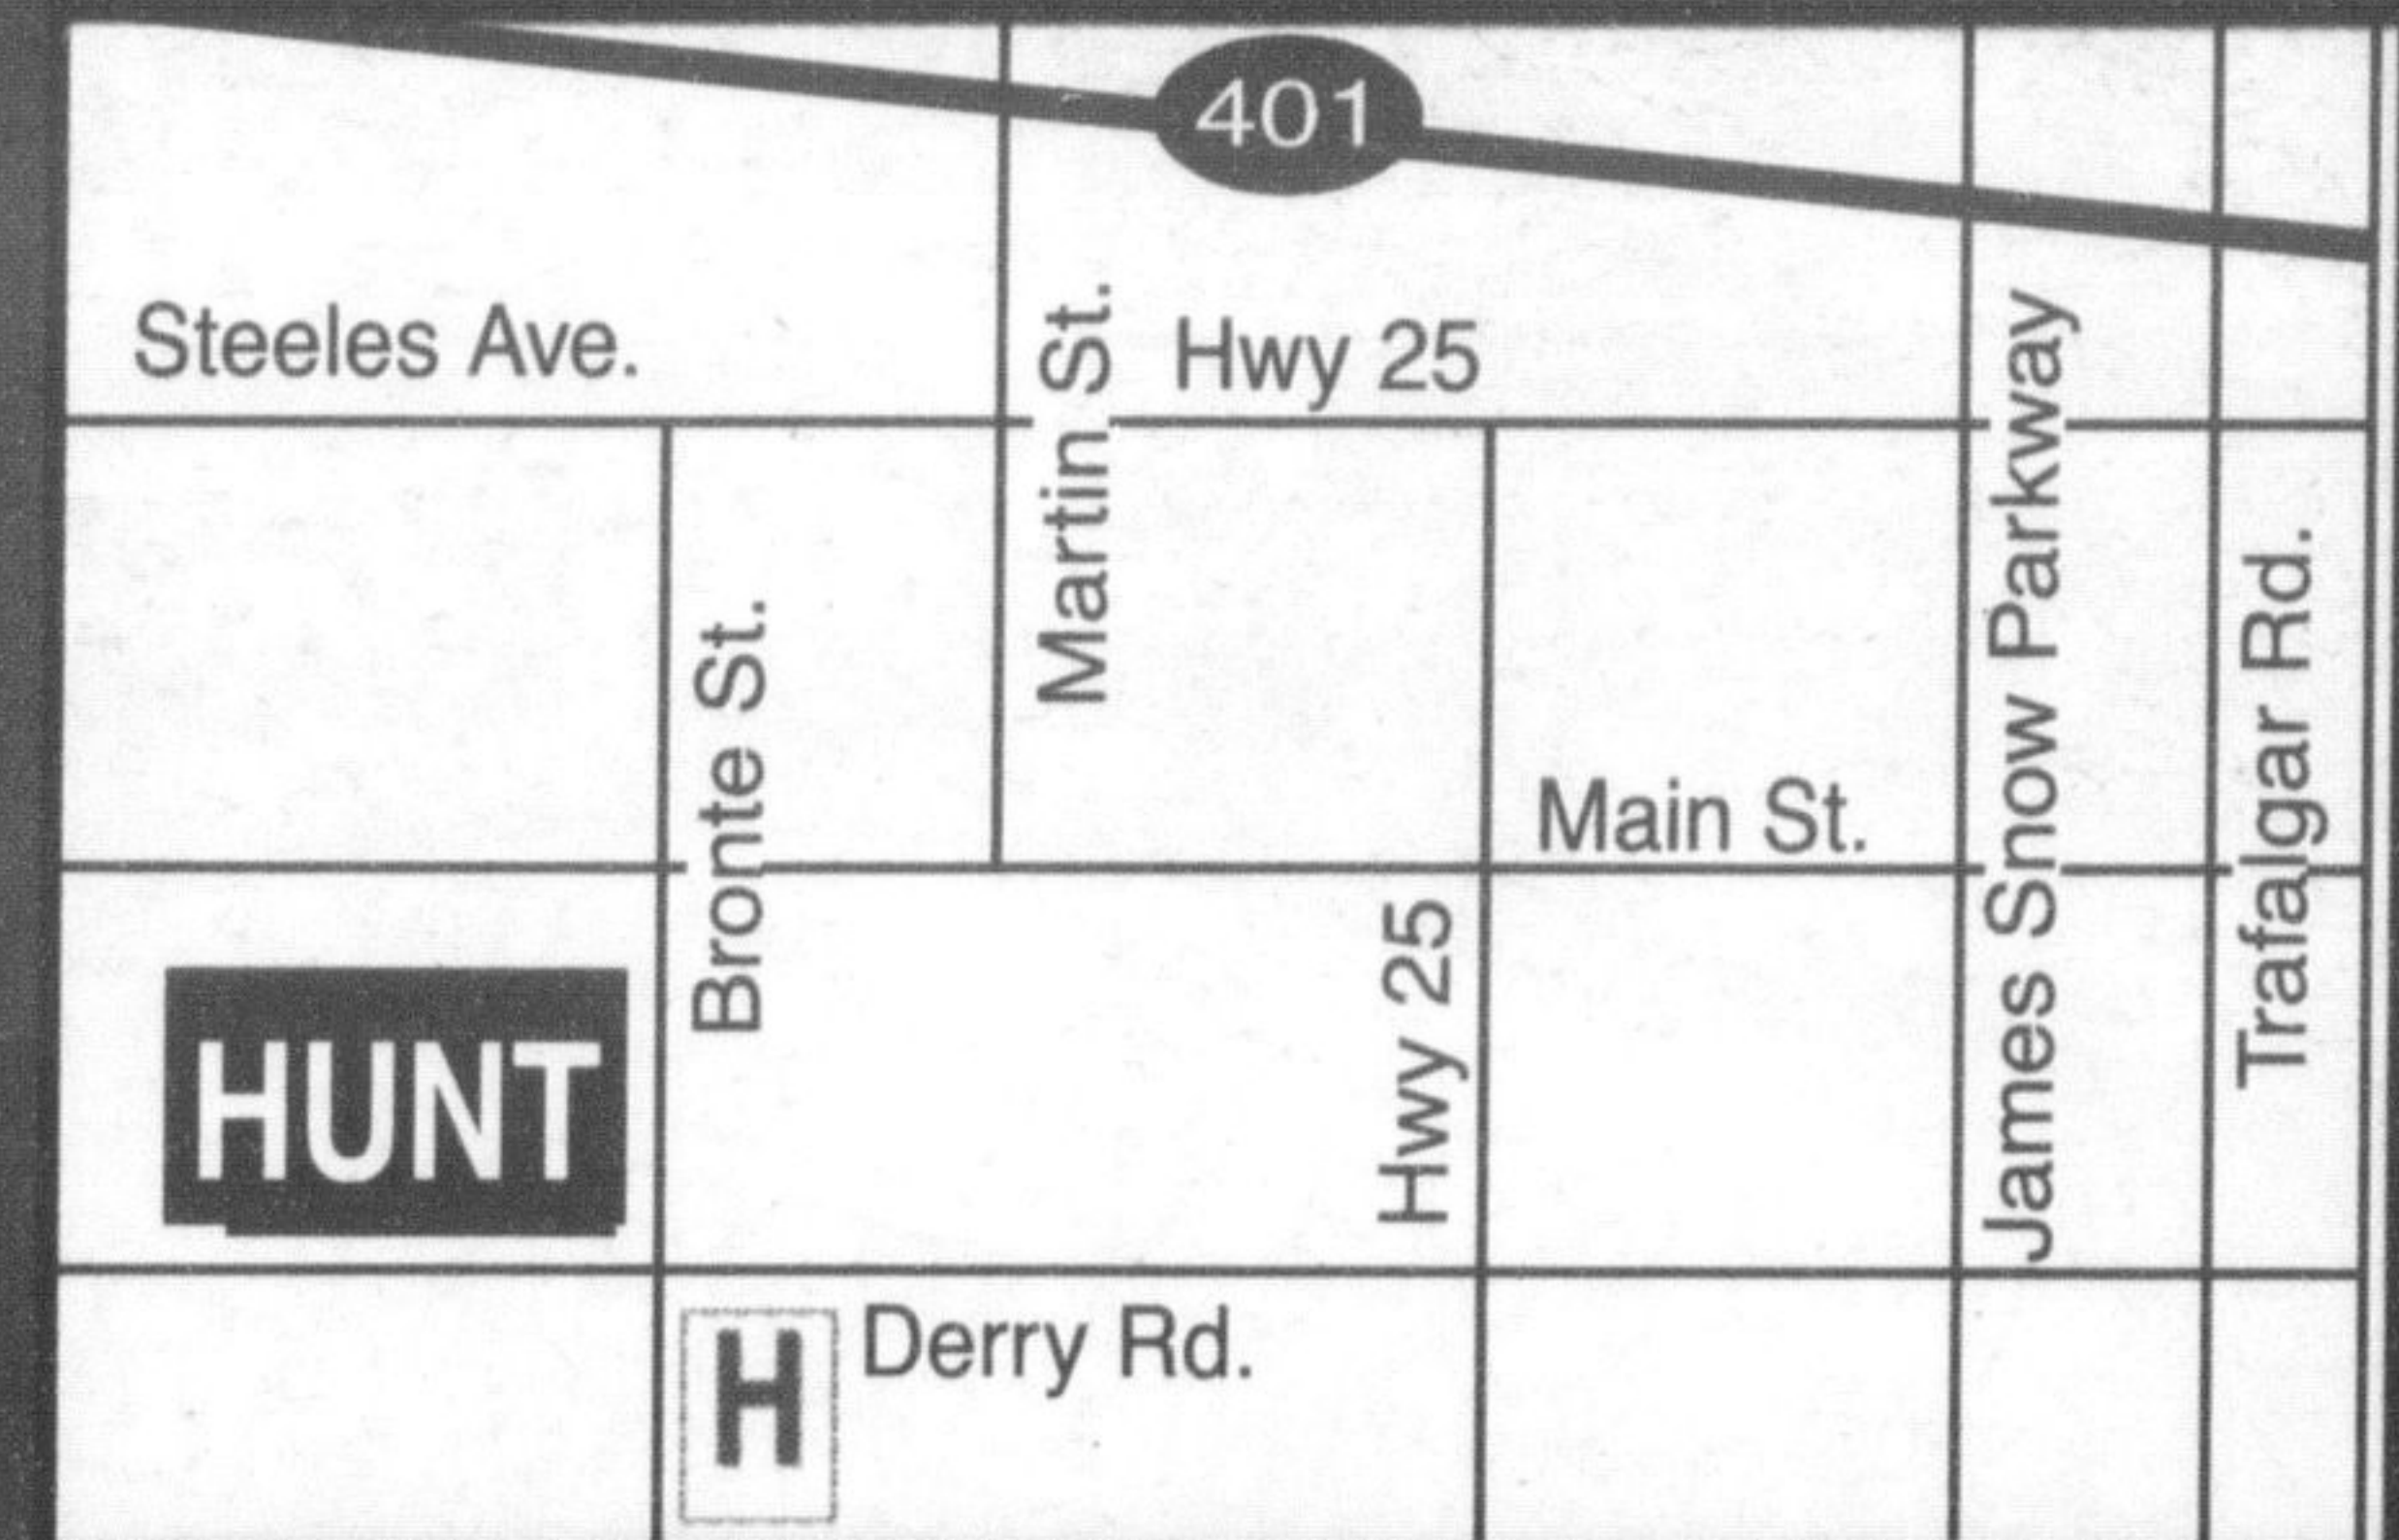 401
Steeles Ave.
Martin St.
Hwy 25
James Snow Parkway
Trafalgar Rd.
Bronte St.
Main St.
Hwy 25
HUNT
H
Derry Rd.